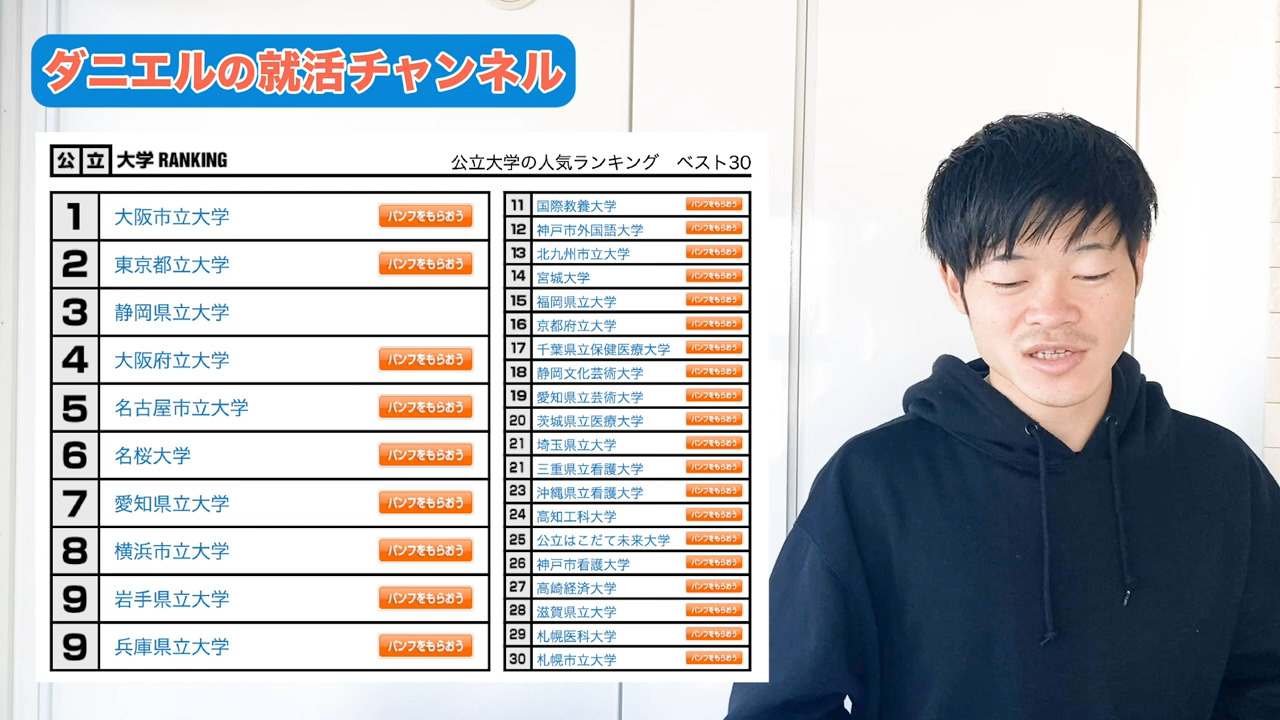 ダニエルの就活チャンネル
公立 大学 RANKING
公立大学の人気ランキング ベスト30
1 大阪市立大学 パンフをもらおう
2 東京都立大学 パンフをもらおう
3 静岡県立大学
4 大阪府立大学 パンフをもらおう
5 名古屋市立大学 パンフをもらおう
6 名桜大学 パンフをもらおう
7 愛知県立大学 パンフをもらおう
8 横浜市立大学 パンフをもらおう
9 岩手県立大学 パンフをもらおう
9 兵庫県立大学 パンフをもらおう
11 国際教養大学 パンフをもらおう
12 神戸市外国語大学 パンフをもらおう
13 北九州市立大学 パンフをもらおう
14 宮城大学 パンフをもらおう
15 福岡県立大学 パンフをもらおう
16 京都府立大学 パンフをもらおう
17 千葉県立保健医療大学 パンフをもらおう
18 静岡文化芸術大学 パンフをもらおう
19 愛知県立芸術大学 パンフをもらおう
20 茨城県立医療大学 パンフをもらおう
21 埼玉県立大学 パンフをもらおう
21 三重県立看護大学 パンフをもらおう
23 沖縄県立看護大学 パンフをもらおう
24 高知工科大学 パンフをもらおう
25 公立はこだて未来大学 パンフをもらおう
26 神戸市看護大学 パンフをもらおう
27 高崎経済大学 パンフをもらおう
28 滋賀県立大学 パンフをもらおう
29 札幌医科大学 パンフをもらおう
30 札幌市立大学 パンフをもらおう